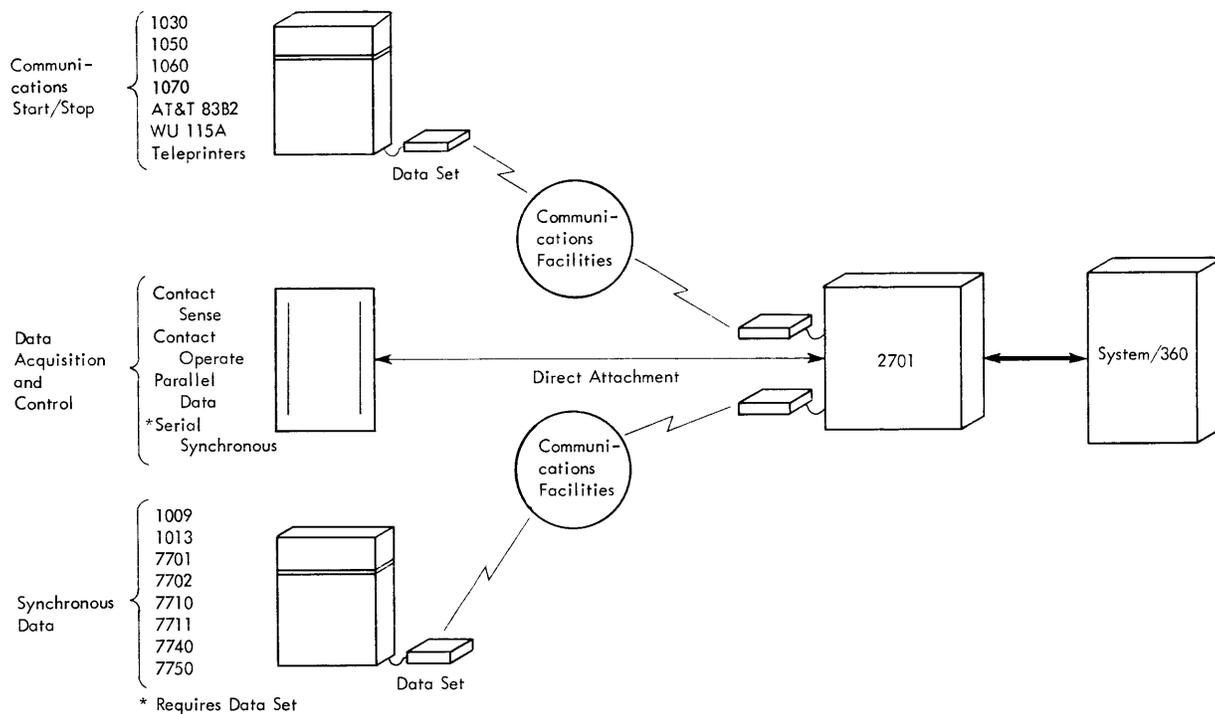 Communi-
cations
Start/Stop
1030
1050
1060
1070
AT&T 83B2
WU 115A
Teleprinters
Data Set
Communi-
cations
Facilities
Data
Acquisition
and
Control
Contact
Sense
Contact
Operate
Parallel
Data
*Serial
Synchronous
Direct Attachment
2701
System/360
Communi-
cations
Facilities
Synchronous
Data
1009
1013
7701
7702
7710
7711
7740
7750
Data Set
* Requires Data Set